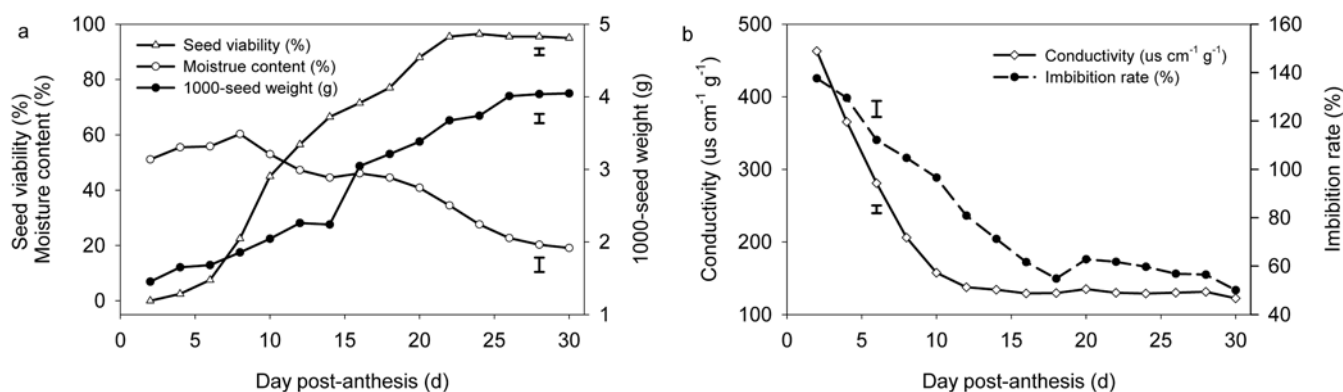 a
Seed viability (%)
Moisture content (%)
100
80
60
40
20
0
Seed viability (%)
Moistrue content (%)
1000-seed weight (g)
5
4
3
2
1
1000-seed weight (g)
0 5 10 15 20 25 30
Day post-anthesis (d)
b
Conductivity (us cm-1 g-1)
500
450
400
300
200
150
100
Conductivity (us cm-1 g-1)
Imbibition rate (%)
160
140
120
100
80
60
40
Imbibition rate (%)
0 5 10 15 20 25 30
Day post-anthesis (d)